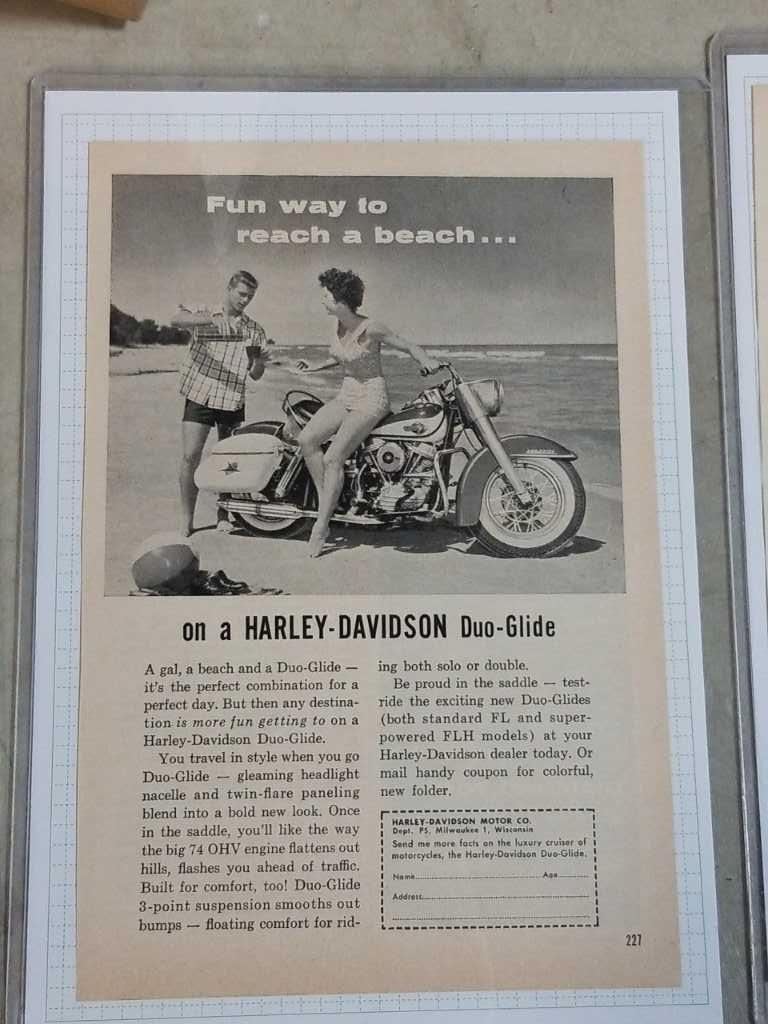 Fun way to
reach a beach...
on a HARLEY-DAVIDSON Duo-Glide
A gal, a beach and a Duo-Glide —
it's the perfect combination for a
perfect day. But then any destina-
tion is more fun getting to on a
Harley-Davidson Duo-Glide.
You travel in style when you go
Duo-Glide — gleaming headlight
nacelle and twin-flare paneling
blend into a bold new look. Once
in the saddle, you'll like the way
the big 74 OHV engine flattens out
hills, flashes you ahead of traffic.
Built for comfort, too! Duo-Glide
3-point suspension smooths out
bumps — floating comfort for rid-
ing both solo or double.
Be proud in the saddle — test-
ride the exciting new Duo-Glides
(both standard FL and super-
powered FLH models) at your
Harley-Davidson dealer today. Or
mail handy coupon for colorful,
new folder.
HARLEY-DAVIDSON MOTOR CO.
Dept. PS, Milwaukee 1, Wisconsin
Send me more facts on the luxury cruiser of
motorcycles, the Harley-Davidson Duo-Glide.
Name Age
Address
227